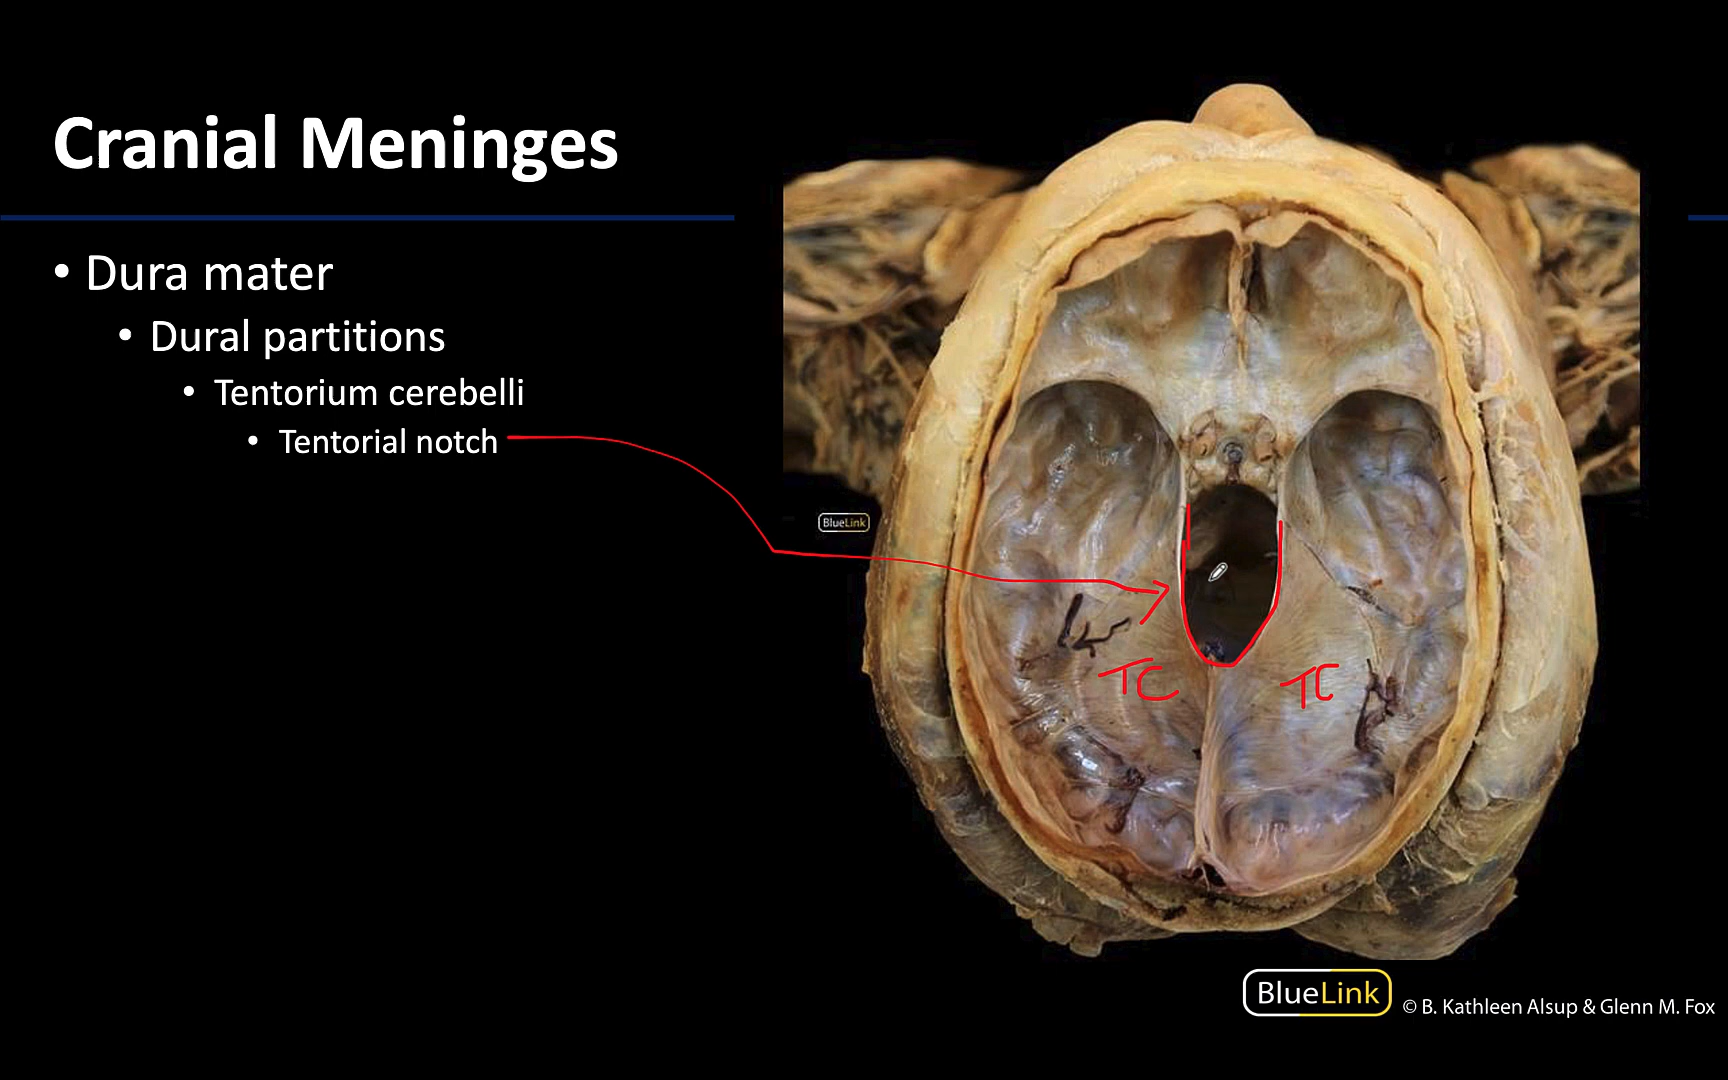 Cranial Meninges
• Dura mater
• Dural partitions
• Tentorium cerebelli
• Tentorial notch
BlueLink
TC TC
BlueLink © B. Kathleen Alsup & Glenn M. Fox